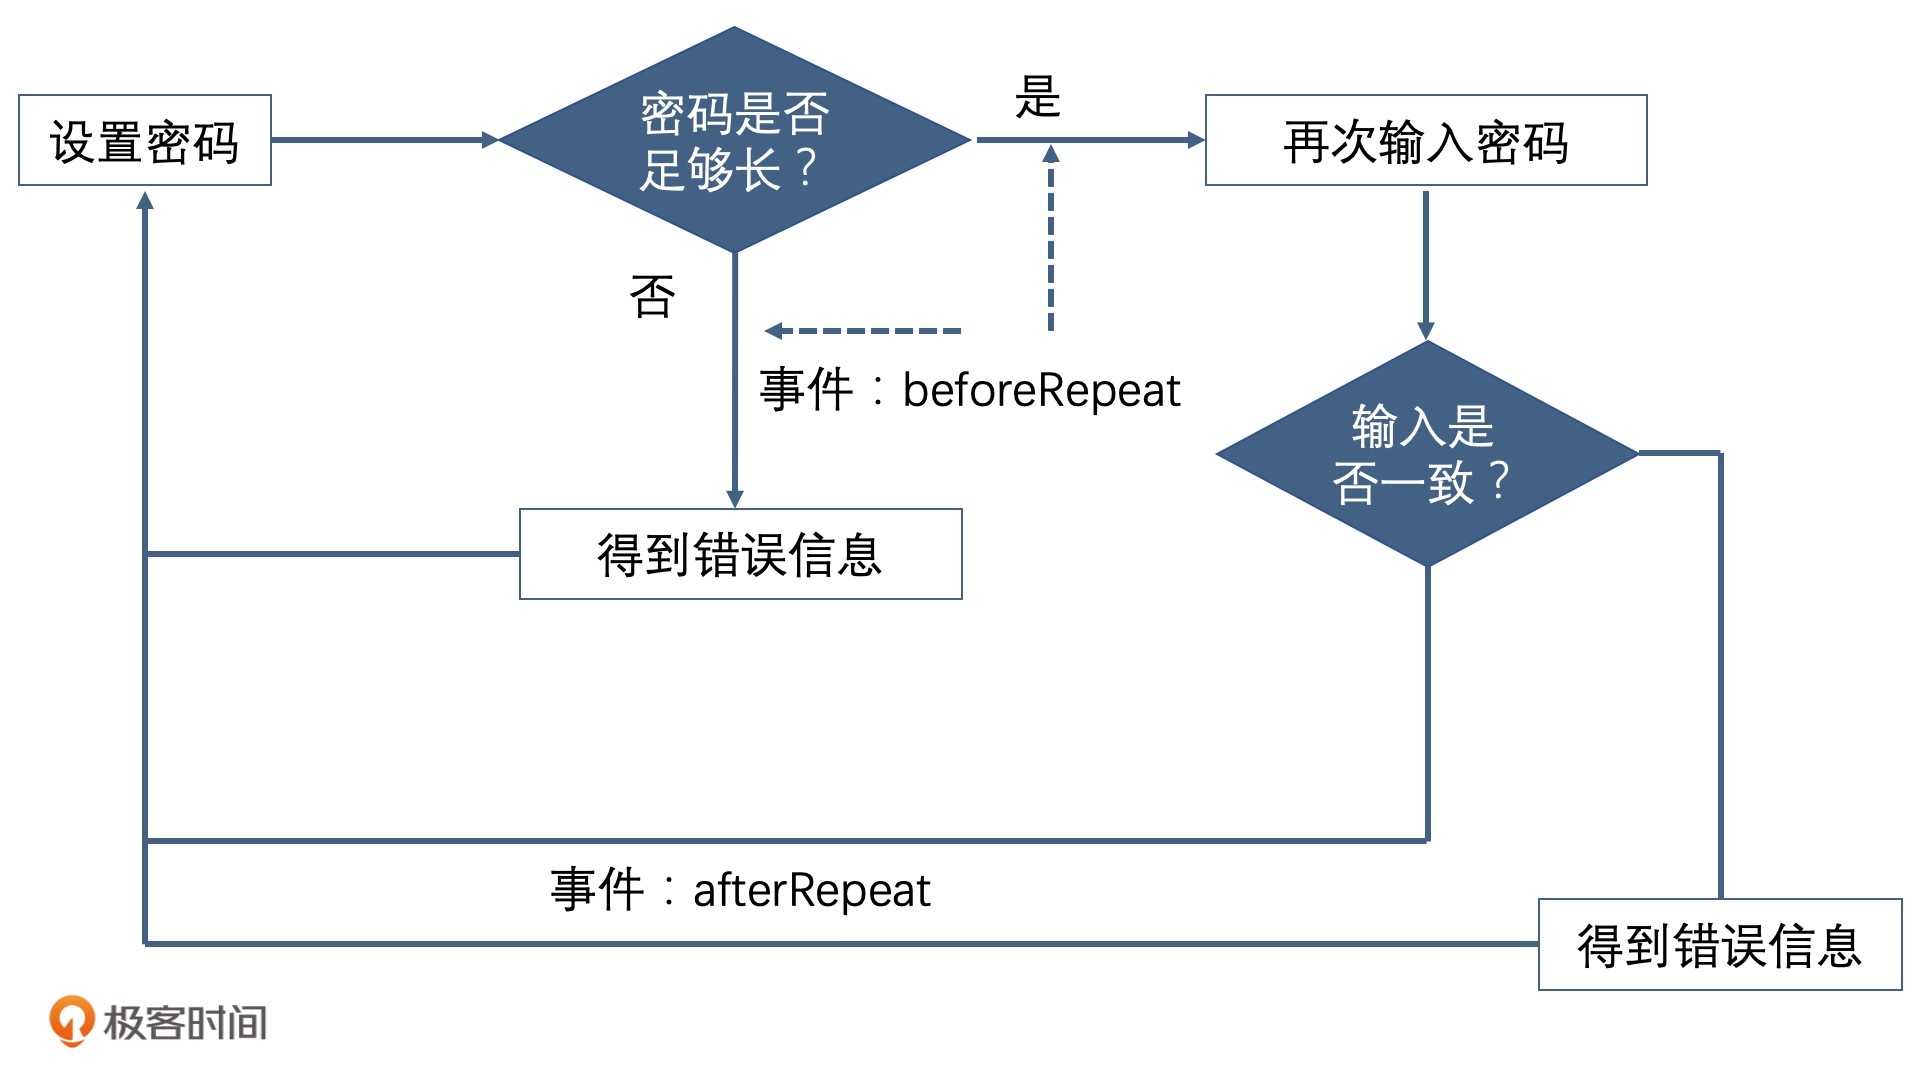 设置密码
密码是否
足够长？
是
再次输入密码
否
事件：beforeRepeat
输入是
否一致？
得到错误信息
事件：afterRepeat
得到错误信息
极客时间